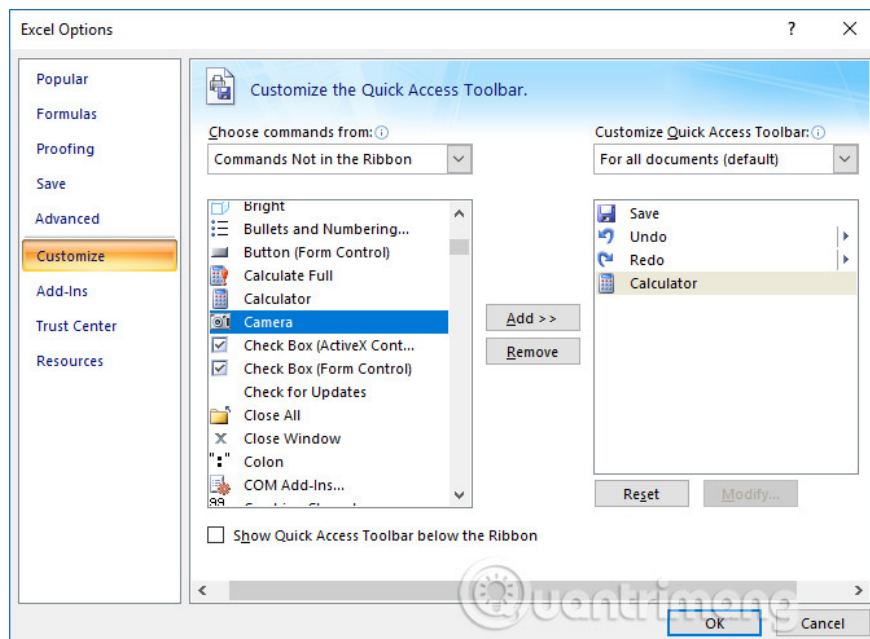 Excel Options
?
Popular
Formulas
Proofing
Save
Advanced
Customize
Add-Ins
Trust Center
Resources
Customize the Quick Access Toolbar.
Choose commands from:
Commands Not in the Ribbon
Bright
Bullets and Numbering...
Button (Form Control)
Calculate Full
Calculator
Camera
Check Box (ActiveX Cont...
Check Box (Form Control)
Check for Updates
Close All
Close Window
Colon
COM Add-Ins...
Add >>
Remove
Customize Quick Access Toolbar:
For all documents (default)
Save
Undo
Redo
Calculator
Reset
Modify...
Show Quick Access Toolbar below the Ribbon
Quantrimang
OK
Cancel